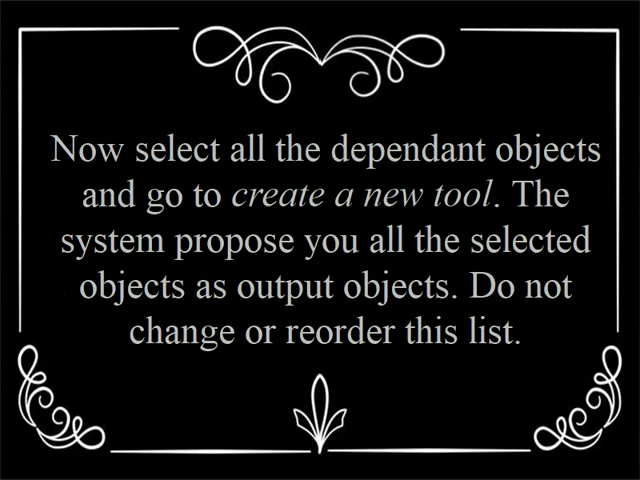 Now select all the dependant objects
and go to create a new tool. The
system propose you all the selected
objects as output objects. Do not
change or reorder this list.